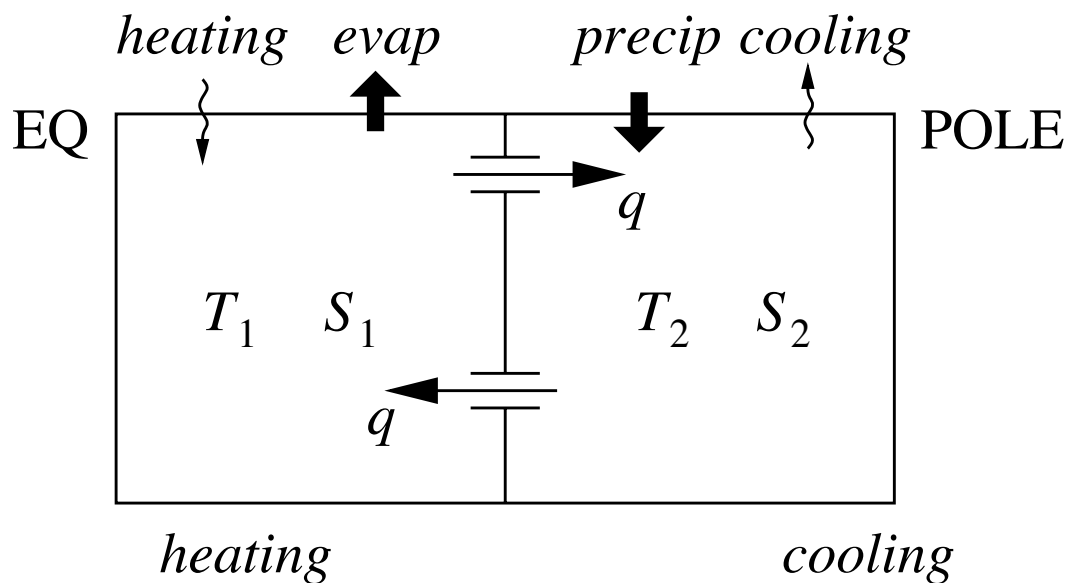 heating evap precip cooling
EQ POLE
q
T1 S1 T2 S2
q
heating cooling